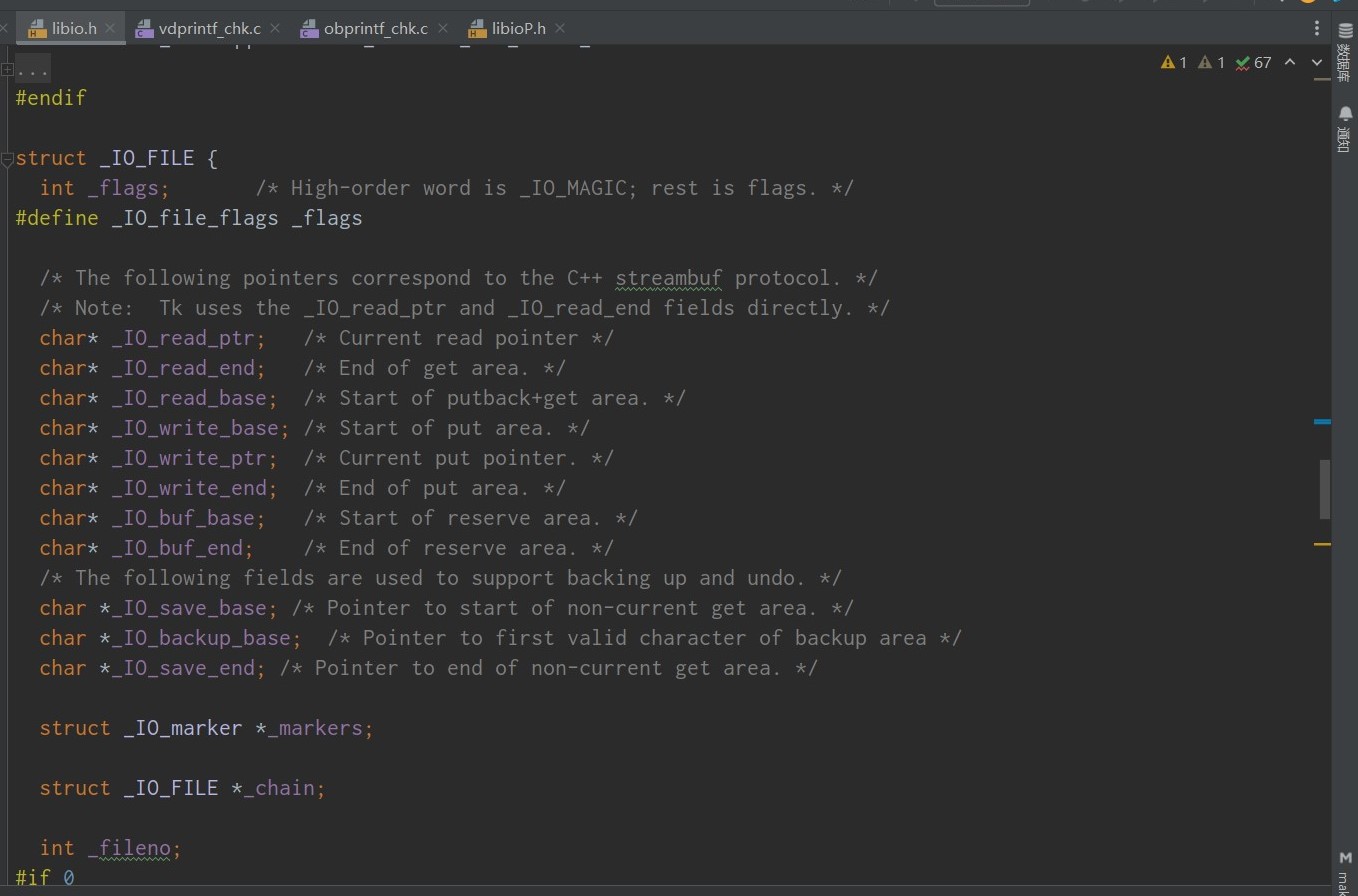 libio.h vdprintf_chk.c obprintf_chk.c libioP.h
1 1 67
...
#endif
struct _IO_FILE {
int _flags; /* High-order word is _IO_MAGIC; rest is flags. */
#define _IO_file_flags _flags
/* The following pointers correspond to the C++ streambuf protocol. */
/* Note:  Tk uses the _IO_read_ptr and _IO_read_end fields directly. */
char* _IO_read_ptr; /* Current read pointer */
char* _IO_read_end; /* End of get area. */
char* _IO_read_base; /* Start of putback+get area. */
char* _IO_write_base; /* Start of put area. */
char* _IO_write_ptr; /* Current put pointer. */
char* _IO_write_end; /* End of put area. */
char* _IO_buf_base; /* Start of reserve area. */
char* _IO_buf_end; /* End of reserve area. */
/* The following fields are used to support backing up and undo. */
char *_IO_save_base; /* Pointer to start of non-current get area. */
char *_IO_backup_base; /* Pointer to first valid character of backup area */
char *_IO_save_end; /* Pointer to end of non-current get area. */
struct _IO_marker *_markers;
struct _IO_FILE *_chain;
int _fileno;
#if 0
数据库
通知
M